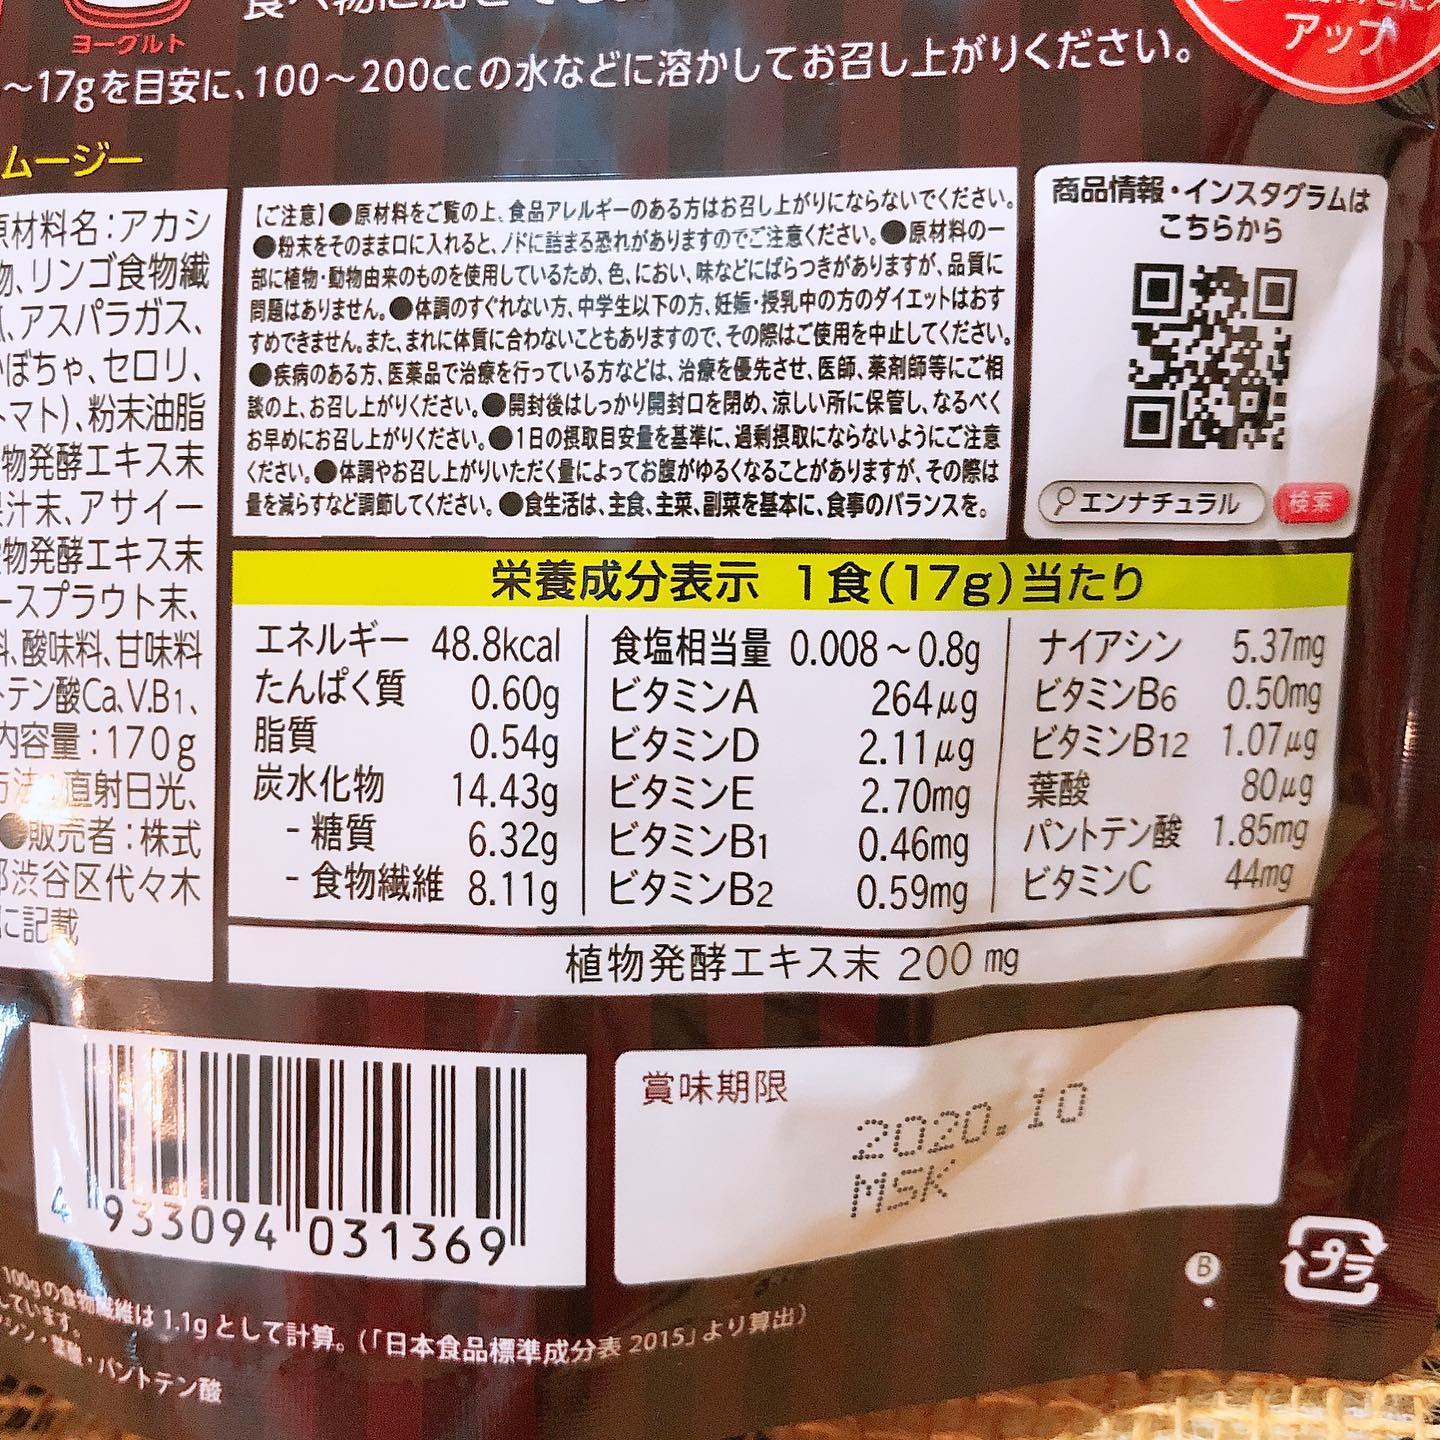 ヨーグルト
アップ
～17gを目安に、100～200ccの水などに溶かしてお召し上がりください。
ムージー
原材料名：アカシ
物、リンゴ食物繊
、アスパラガス、
かぼちゃ、セロリ、
トマト)、粉末油脂
物発酵エキス末
果汁末、アサイー
物発酵エキス末
ースプラウト末、
料、酸味料、甘味料
トテン酸Ca、V.B1、
内容量：170g
方法 直射日光、
●販売者：株式
都渋谷区代々木
に記載
【ご注意】●原材料をご覧の上、食品アレルギーのある方はお召し上がりにならないでください。
●粉末をそのまま口に入れると、ノドに詰まる恐れがありますのでご注意ください。●原材料の一
部に植物・動物由来のものを使用しているため、色、におい、味などにばらつきがありますが、品質に
問題はありません。●体調のすぐれない方、中学生以下の方、妊娠・授乳中の方のダイエットはおす
すめできません。また、まれに体質に合わないこともありますので、その際はご使用を中止してください。
●疾病のある方、医薬品で治療を行っている方などは、治療を優先させ、医師、薬剤師等にご相
談の上、お召し上がりください。●開封後はしっかり開封口を閉め、涼しい所に保管し、なるべく
お早めにお召し上がりください。●1日の摂取目安量を基準に、過剰摂取にならないようにご注意
ください。●体調やお召し上がりいただく量によってお腹がゆるくなることがありますが、その際は
量を減らすなど調節してください。●食生活は、主食、主菜、副菜を基本に、食事のバランスを。
商品情報・インスタグラムは
こちらから
エンナチュラル 検索
栄養成分表示 1食(17g)当たり
エネルギー 48.8kcal
たんぱく質 0.60g
脂質 0.54g
炭水化物 14.43g
- 糖質 6.32g
- 食物繊維 8.11g
食塩相当量 0.008～0.8g
ビタミンA 264μg
ビタミンD 2.11μg
ビタミンE 2.70mg
ビタミンB1 0.46mg
ビタミンB2 0.59mg
ナイアシン 5.37mg
ビタミンB6 0.50mg
ビタミンB12 1.07μg
葉酸 80μg
パントテン酸 1.85mg
ビタミンC 44mg
植物発酵エキス末 200mg
4 933094 031369
賞味期限
2020.10
MSK
B
プラ
100gの食物繊維は1.1gとして計算。(「日本食品標準成分表2015」より算出)
しています。
シン・葉酸・パントテン酸